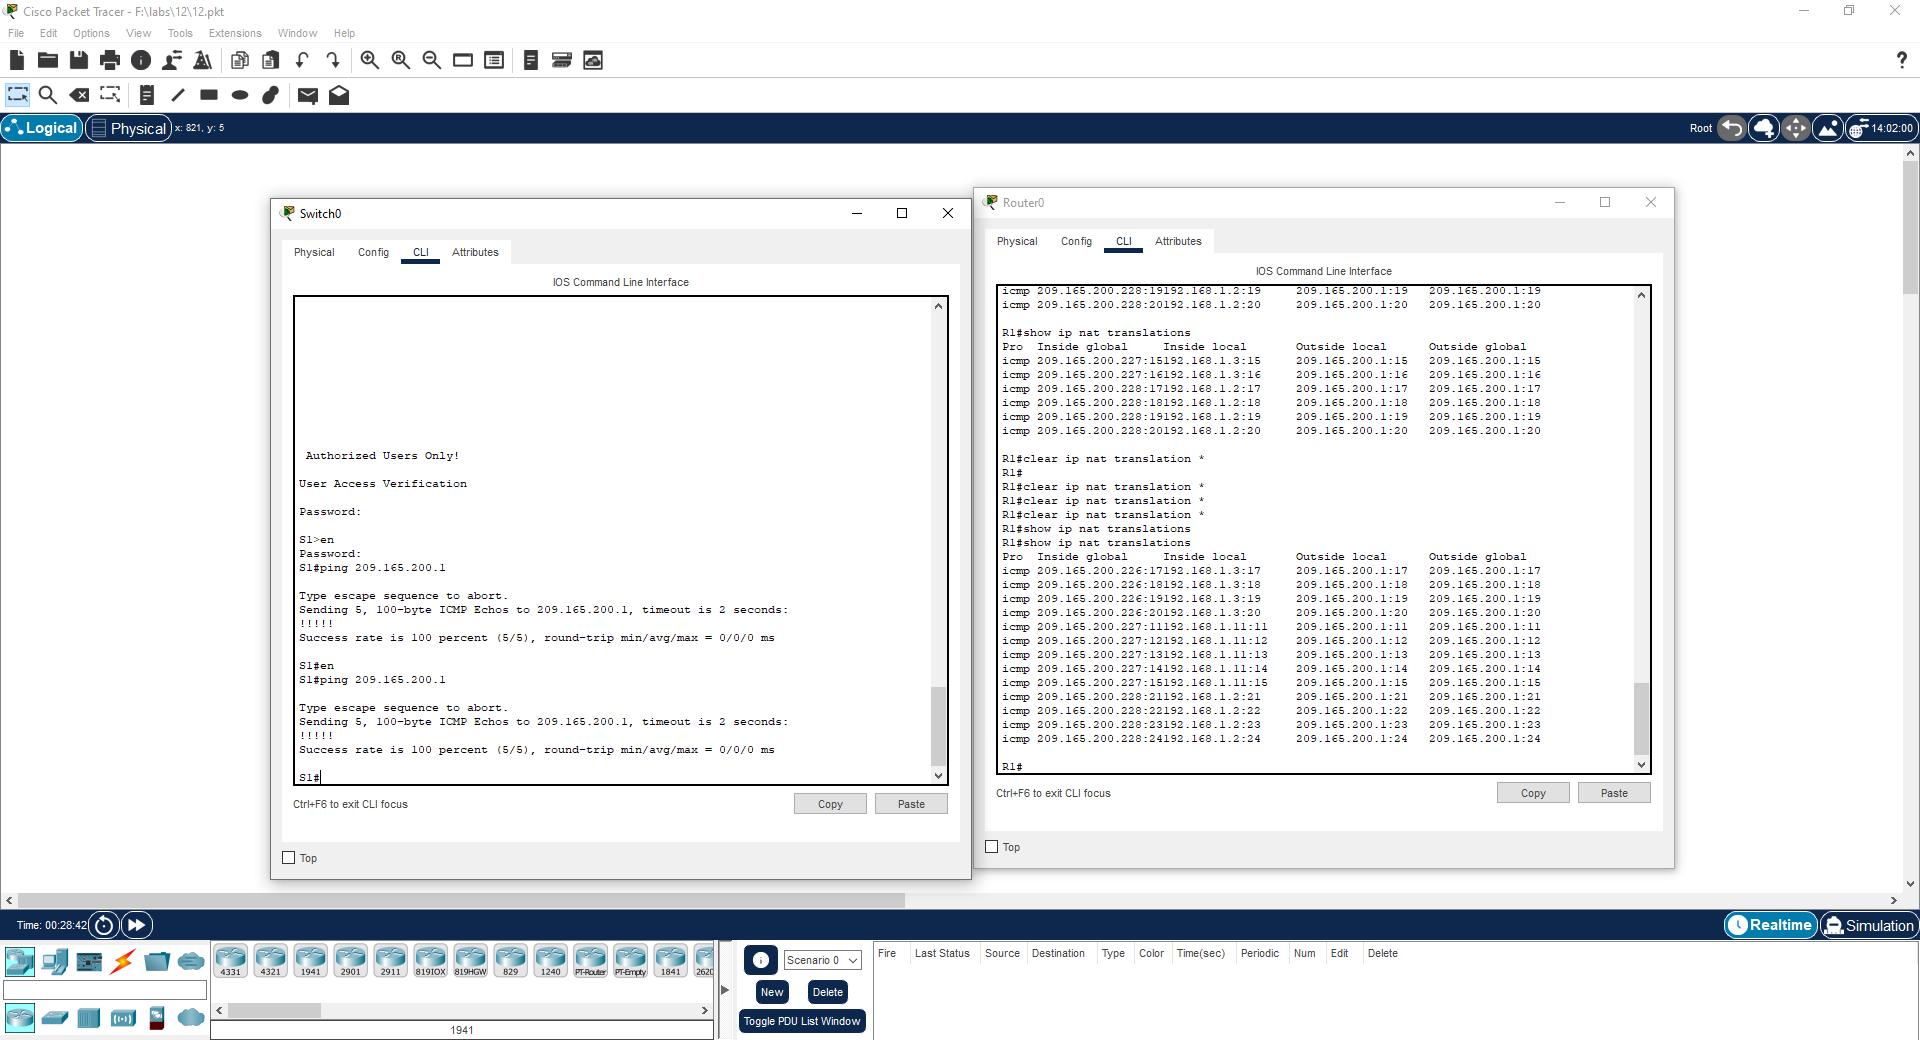 Cisco Packet Tracer - F:\labs\12\12.pkt
File Edit Options View Tools Extensions Window Help
Logical Physical x: 821, y: 5 Root 14:02:00
Switch0
Physical Config CLI Attributes
IOS Command Line Interface
Authorized Users Only!
User Access Verification
Password:
S1>en
Password:
S1#ping 209.165.200.1
Type escape sequence to abort.
Sending 5, 100-byte ICMP Echos to 209.165.200.1, timeout is 2 seconds:
!!!!!
Success rate is 100 percent (5/5), round-trip min/avg/max = 0/0/0 ms
S1#en
S1#ping 209.165.200.1
Type escape sequence to abort.
Sending 5, 100-byte ICMP Echos to 209.165.200.1, timeout is 2 seconds:
!!!!!
Success rate is 100 percent (5/5), round-trip min/avg/max = 0/0/0 ms
S1#
Ctrl+F6 to exit CLI focus
Copy Paste
Top
Router0
Physical Config CLI Attributes
IOS Command Line Interface
icmp 209.165.200.228:19192.168.1.2:19 209.165.200.1:19 209.165.200.1:19
icmp 209.165.200.228:20192.168.1.2:20 209.165.200.1:20 209.165.200.1:20
R1#show ip nat translations
Pro Inside global Inside local Outside local Outside global
icmp 209.165.200.227:15192.168.1.3:15 209.165.200.1:15 209.165.200.1:15
icmp 209.165.200.227:16192.168.1.3:16 209.165.200.1:16 209.165.200.1:16
icmp 209.165.200.228:17192.168.1.2:17 209.165.200.1:17 209.165.200.1:17
icmp 209.165.200.228:18192.168.1.2:18 209.165.200.1:18 209.165.200.1:18
icmp 209.165.200.228:19192.168.1.2:19 209.165.200.1:19 209.165.200.1:19
icmp 209.165.200.228:20192.168.1.2:20 209.165.200.1:20 209.165.200.1:20
R1#clear ip nat translation *
R1#
R1#clear ip nat translation *
R1#clear ip nat translation *
R1#clear ip nat translation *
R1#show ip nat translations
R1#show ip nat translations
Pro Inside global Inside local Outside local Outside global
icmp 209.165.200.226:17192.168.1.3:17 209.165.200.1:17 209.165.200.1:17
icmp 209.165.200.226:18192.168.1.3:18 209.165.200.1:18 209.165.200.1:18
icmp 209.165.200.226:19192.168.1.3:19 209.165.200.1:19 209.165.200.1:19
icmp 209.165.200.226:20192.168.1.3:20 209.165.200.1:20 209.165.200.1:20
icmp 209.165.200.227:11192.168.1.11:11 209.165.200.1:11 209.165.200.1:11
icmp 209.165.200.227:12192.168.1.11:12 209.165.200.1:12 209.165.200.1:12
icmp 209.165.200.227:13192.168.1.11:13 209.165.200.1:13 209.165.200.1:13
icmp 209.165.200.227:14192.168.1.11:14 209.165.200.1:14 209.165.200.1:14
icmp 209.165.200.227:15192.168.1.11:15 209.165.200.1:15 209.165.200.1:15
icmp 209.165.200.228:21192.168.1.2:21 209.165.200.1:21 209.165.200.1:21
icmp 209.165.200.228:22192.168.1.2:22 209.165.200.1:22 209.165.200.1:22
icmp 209.165.200.228:23192.168.1.2:23 209.165.200.1:23 209.165.200.1:23
icmp 209.165.200.228:24192.168.1.2:24 209.165.200.1:24 209.165.200.1:24
R1#
Ctrl+F6 to exit CLI focus
Copy Paste
Top
Time: 00:28:42 Realtime Simulation
4331 4321 1941 2901 2911 819IOX 819HGW 829 1240 PT-Router PT-Empty 1841 2620
1941
Scenario 0
New Delete
Toggle PDU List Window
Fire Last Status Source Destination Type Color Time(sec) Periodic Num Edit Delete